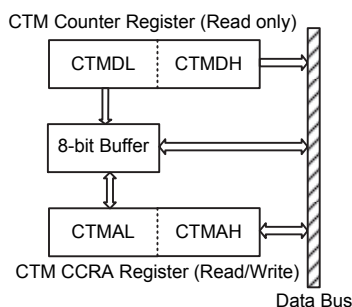 CTM Counter Register (Read only)
CTMDL CTMDH
8-bit Buffer
CTMAL CTMAH
CTM CCRA Register (Read/Write)
Data Bus